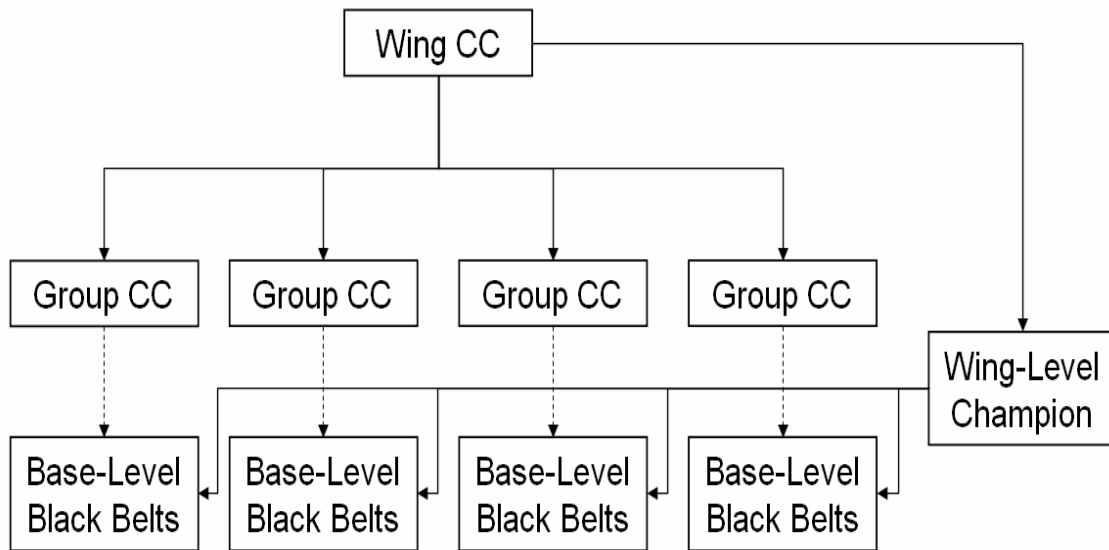 Wing CC
Group CC
Group CC
Group CC
Group CC
Wing-Level
Champion
Base-Level
Black Belts
Base-Level
Black Belts
Base-Level
Black Belts
Base-Level
Black Belts